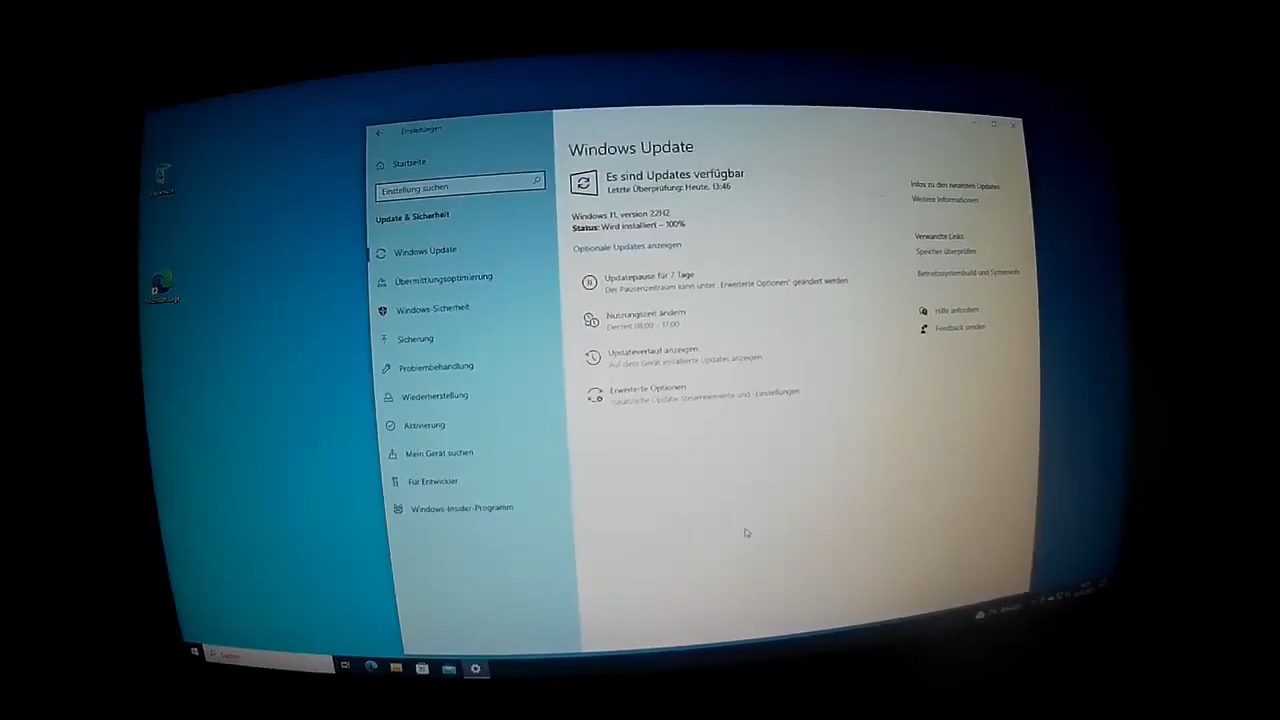 Einstellungen
Startseite
Einstellung suchen
Update & Sicherheit
Windows Update
Übermittlungsoptimierung
Windows-Sicherheit
Sicherung
Problembehandlung
Wiederherstellung
Aktivierung
Mein Gerät suchen
Für Entwickler
Windows-Insider-Programm
Windows Update
Es sind Updates verfügbar
Letzte Überprüfung: Heute, 13:46
Windows 11, version 22H2
Status: Wird installiert – 100%
Optionale Updates anzeigen
Updatepause für 7 Tage
Der Pausenzeitraum kann unter „Erweiterte Optionen" geändert werden
Nutzungszeit ändern
Derzeit 08:00 – 17:00
Updateverlauf anzeigen
Auf dem Gerät installierte Updates anzeigen
Erweiterte Optionen
Zusätzliche Update-Steuerelemente und -Einstellungen
Infos zu den neuesten Updates
Weitere Informationen
Verwandte Links
Speicher überprüfen
Betriebssystembuild und Systeminfo
Hilfe anfordern
Feedback senden
Suchen